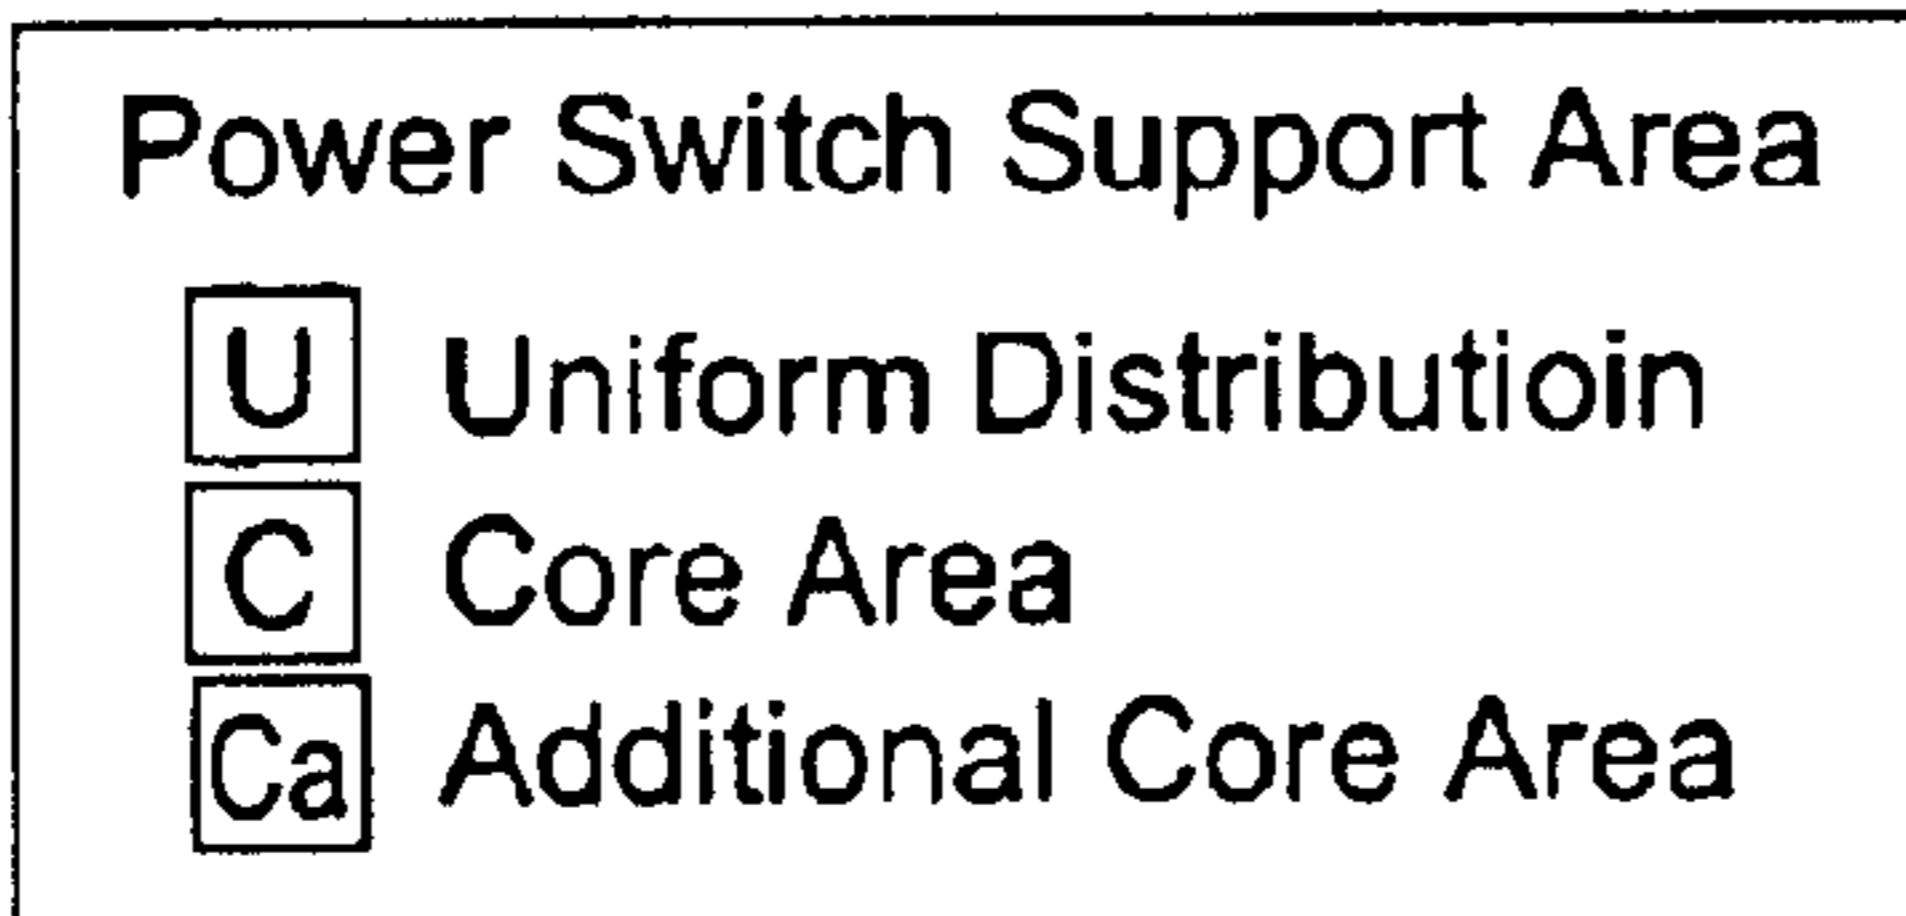 Power Switch Support Area
U Uniform Distributioin
C Core Area
Ca Additional Core Area